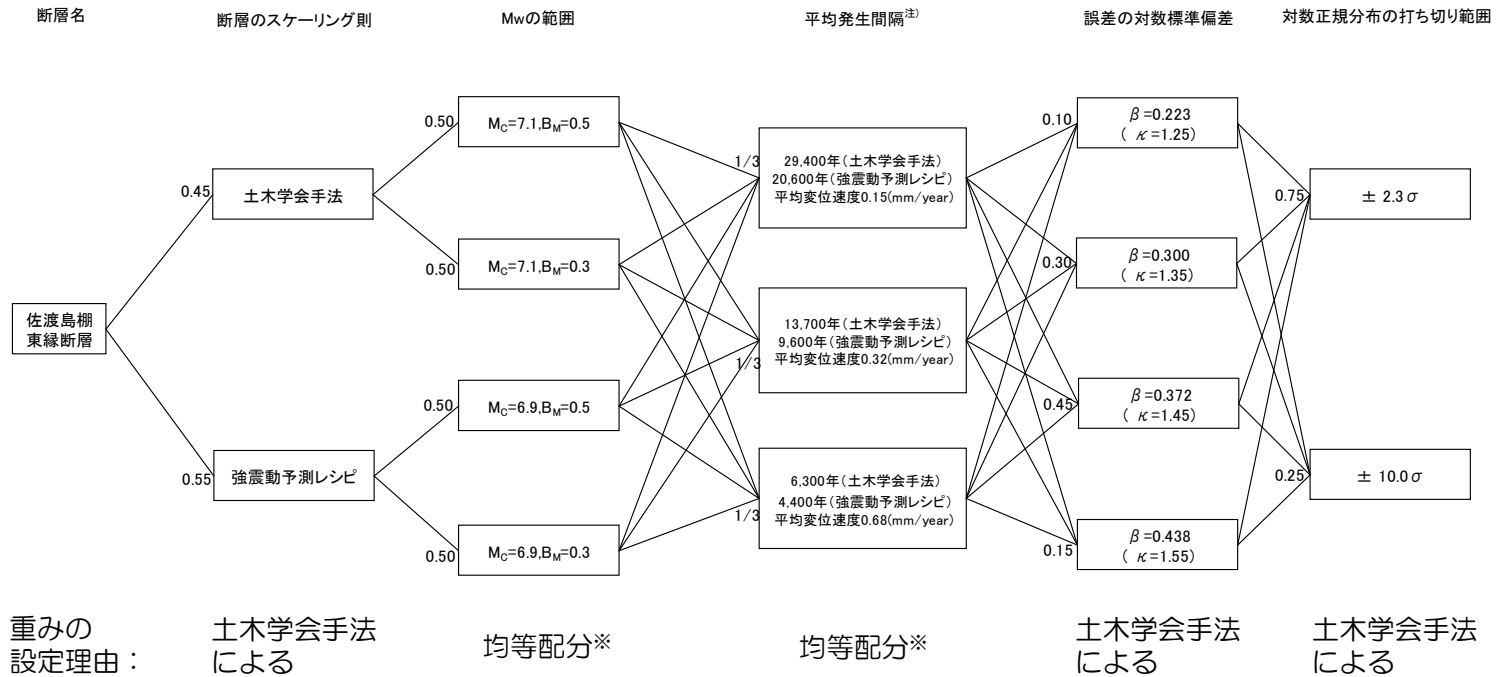 断層名
断層のスケーリング則
Mwの範囲
平均発生間隔注)
誤差の対数標準偏差
対数正規分布の打ち切り範囲
佐渡島棚
東縁断層
0.45
土木学会手法
0.55
強震動予測レシピ
0.50
MC=7.1,BM=0.5
0.50
MC=7.1,BM=0.3
0.50
MC=6.9,BM=0.5
0.50
MC=6.9,BM=0.3
1/3
29,400年(土木学会手法)
20,600年(強震動予測レシピ)
平均変位速度0.15(mm/year)
1/3
13,700年(土木学会手法)
9,600年(強震動予測レシピ)
平均変位速度0.32(mm/year)
1/3
6,300年(土木学会手法)
4,400年(強震動予測レシピ)
平均変位速度0.68(mm/year)
0.10
β=0.223
( κ=1.25)
0.30
β=0.300
( κ=1.35)
0.45
β=0.372
( κ=1.45)
0.15
β=0.438
( κ=1.55)
0.75
± 2.3σ
0.25
± 10.0σ
重みの
設定理由:
土木学会手法
による
均等配分※
均等配分※
土木学会手法
による
土木学会手法
による